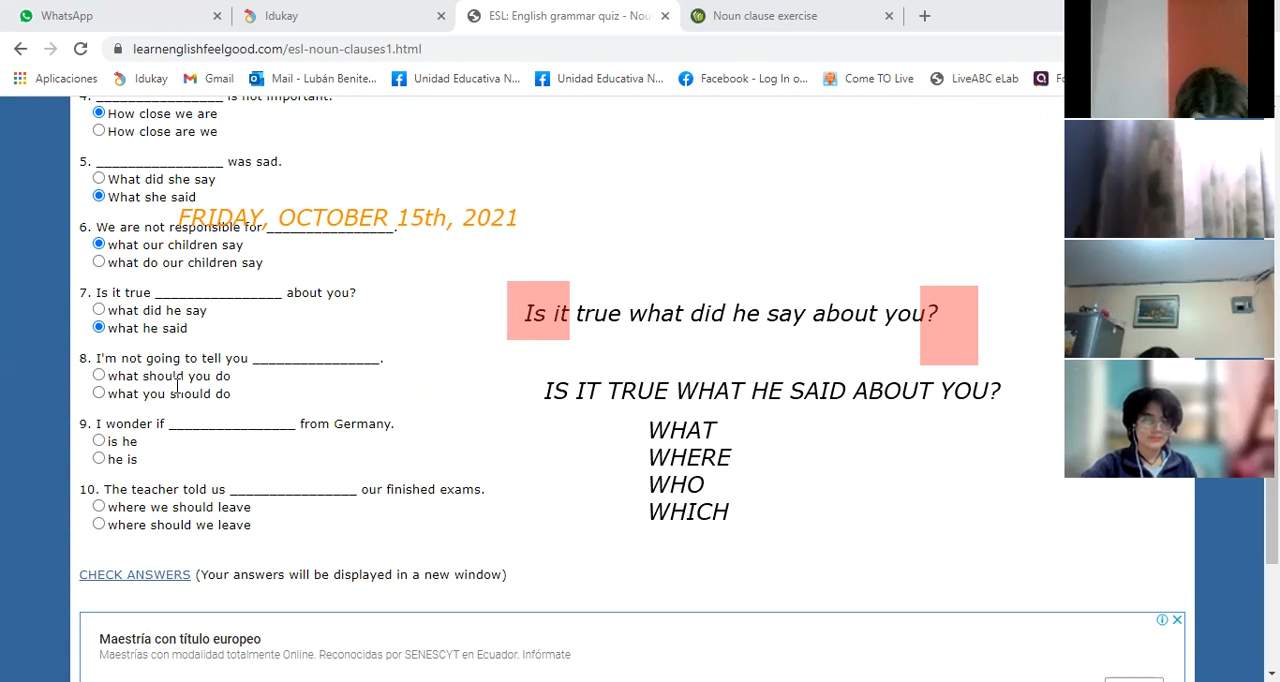 WhatsApp
Idukay
ESL: English grammar quiz - Nou
Noun clause exercise
learnenglishfeelgood.com/esl-noun-clauses1.html
Aplicaciones
Idukay
Gmail
Mail - Lubán Benite...
Unidad Educativa N...
Unidad Educativa N...
Facebook - Log In o...
Come TO Live
LiveABC eLab
4. ________________ is not important.
How close we are
How close are we
5. ________________ was sad.
What did she say
What she said
FRIDAY, OCTOBER 15th, 2021
6. We are not responsible for ________________.
what our children say
what do our children say
7. Is it true ________________ about you?
what did he say
what he said
Is it true what did he say about you?
8. I'm not going to tell you ________________.
what should you do
what you should do
IS IT TRUE WHAT HE SAID ABOUT YOU?
WHAT
WHERE
WHO
WHICH
9. I wonder if ________________ from Germany.
is he
he is
10. The teacher told us ________________ our finished exams.
where we should leave
where should we leave
CHECK ANSWERS (Your answers will be displayed in a new window)
Maestría con título europeo
Maestrías con modalidad totalmente Online. Reconocidas por SENESCYT en Ecuador. Infórmate